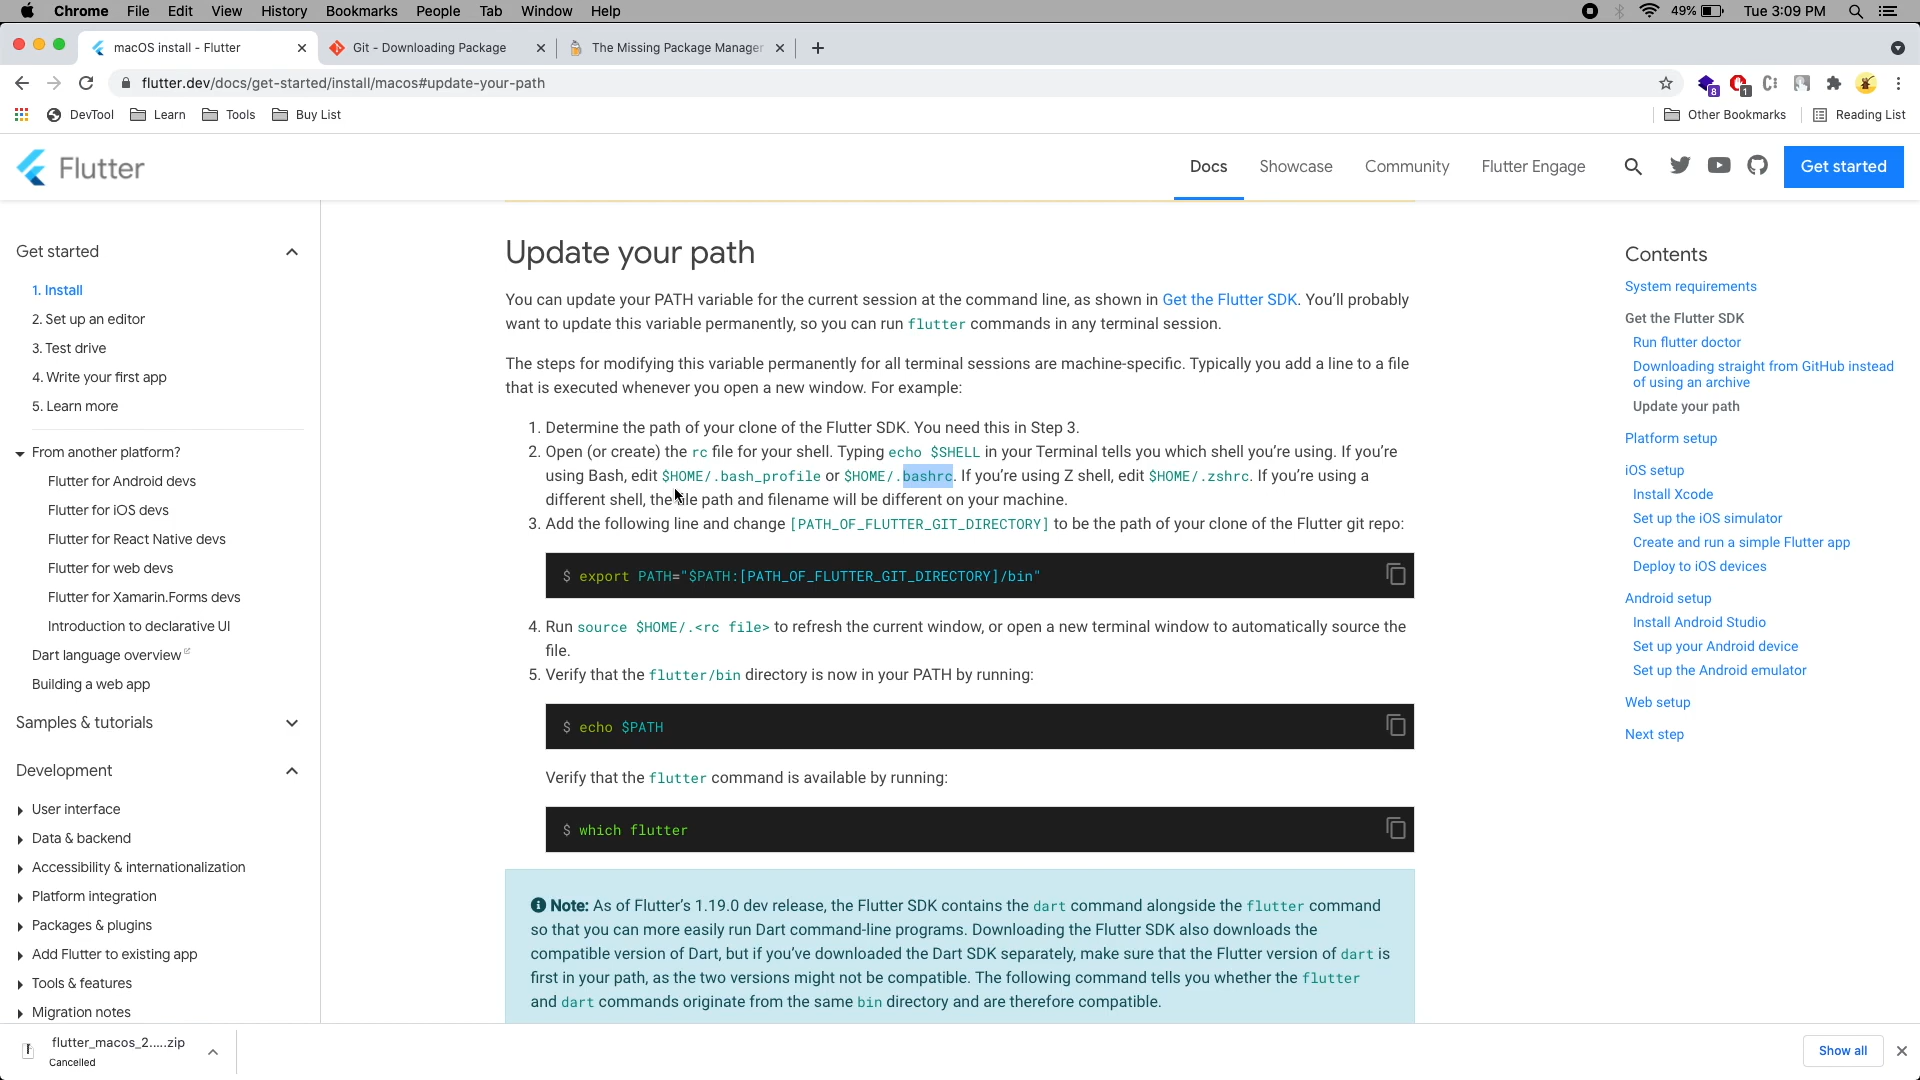 Chrome File Edit View History Bookmarks People Tab Window Help 49% Tue 3:09 PM
macOS install - Flutter Git - Downloading Package The Missing Package Manager
flutter.dev/docs/get-started/install/macos#update-your-path 8 1
DevTool Learn Tools Buy List Other Bookmarks Reading List
Flutter Docs Showcase Community Flutter Engage Get started
Get started
1. Install
2. Set up an editor
3. Test drive
4. Write your first app
5. Learn more
From another platform?
Flutter for Android devs
Flutter for iOS devs
Flutter for React Native devs
Flutter for web devs
Flutter for Xamarin.Forms devs
Introduction to declarative UI
Dart language overview
Building a web app
Samples & tutorials
Development
User interface
Data & backend
Accessibility & internationalization
Platform integration
Packages & plugins
Add Flutter to existing app
Tools & features
Migration notes
Update your path
You can update your PATH variable for the current session at the command line, as shown in Get the Flutter SDK. You'll probably
want to update this variable permanently, so you can run flutter commands in any terminal session.
The steps for modifying this variable permanently for all terminal sessions are machine-specific. Typically you add a line to a file
that is executed whenever you open a new window. For example:
1. Determine the path of your clone of the Flutter SDK. You need this in Step 3.
2. Open (or create) the rc file for your shell. Typing echo $SHELL in your Terminal tells you which shell you're using. If you're
using Bash, edit $HOME/.bash_profile or $HOME/.bashrc. If you're using Z shell, edit $HOME/.zshrc. If you're using a
different shell, the file path and filename will be different on your machine.
3. Add the following line and change [PATH_OF_FLUTTER_GIT_DIRECTORY] to be the path of your clone of the Flutter git repo:
$ export PATH="$PATH:[PATH_OF_FLUTTER_GIT_DIRECTORY]/bin"
4. Run source $HOME/.<rc file> to refresh the current window, or open a new terminal window to automatically source the
file.
5. Verify that the flutter/bin directory is now in your PATH by running:
$ echo $PATH
Verify that the flutter command is available by running:
$ which flutter
Note: As of Flutter's 1.19.0 dev release, the Flutter SDK contains the dart command alongside the flutter command
so that you can more easily run Dart command-line programs. Downloading the Flutter SDK also downloads the
compatible version of Dart, but if you've downloaded the Dart SDK separately, make sure that the Flutter version of dart is
first in your path, as the two versions might not be compatible. The following command tells you whether the flutter
and dart commands originate from the same bin directory and are therefore compatible.
Contents
System requirements
Get the Flutter SDK
Run flutter doctor
Downloading straight from GitHub instead
of using an archive
Update your path
Platform setup
iOS setup
Install Xcode
Set up the iOS simulator
Create and run a simple Flutter app
Deploy to iOS devices
Android setup
Install Android Studio
Set up your Android device
Set up the Android emulator
Web setup
Next step
flutter_macos_2.....zip
Cancelled
Show all